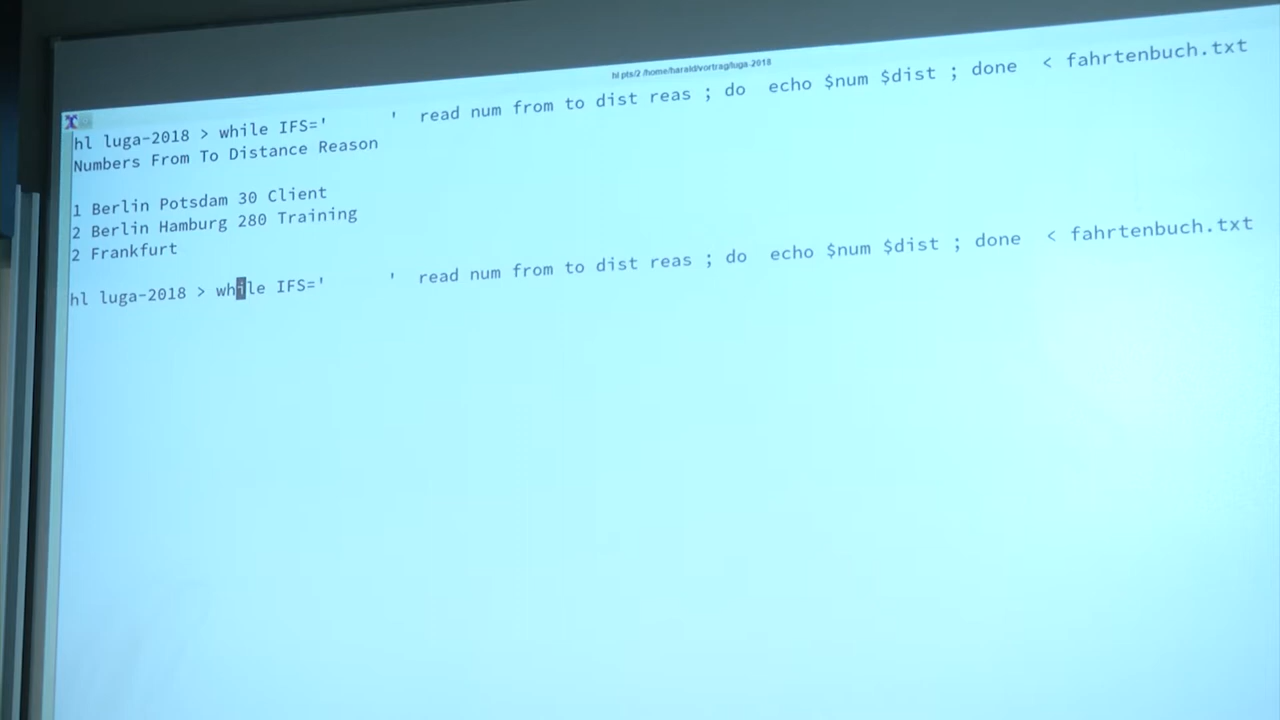 hl pts/2 /home/harald/vortrag/luga-2018
hl luga-2018 > while IFS='      '  read num from to dist reas ; do  echo $num $dist ; done  < fahrtenbuch.txt
Numbers From To Distance Reason

1 Berlin Potsdam 30 Client
2 Berlin Hamburg 280 Training
2 Frankfurt
hl luga-2018 > while IFS='      '  read num from to dist reas ; do  echo $num $dist ; done  < fahrtenbuch.txt